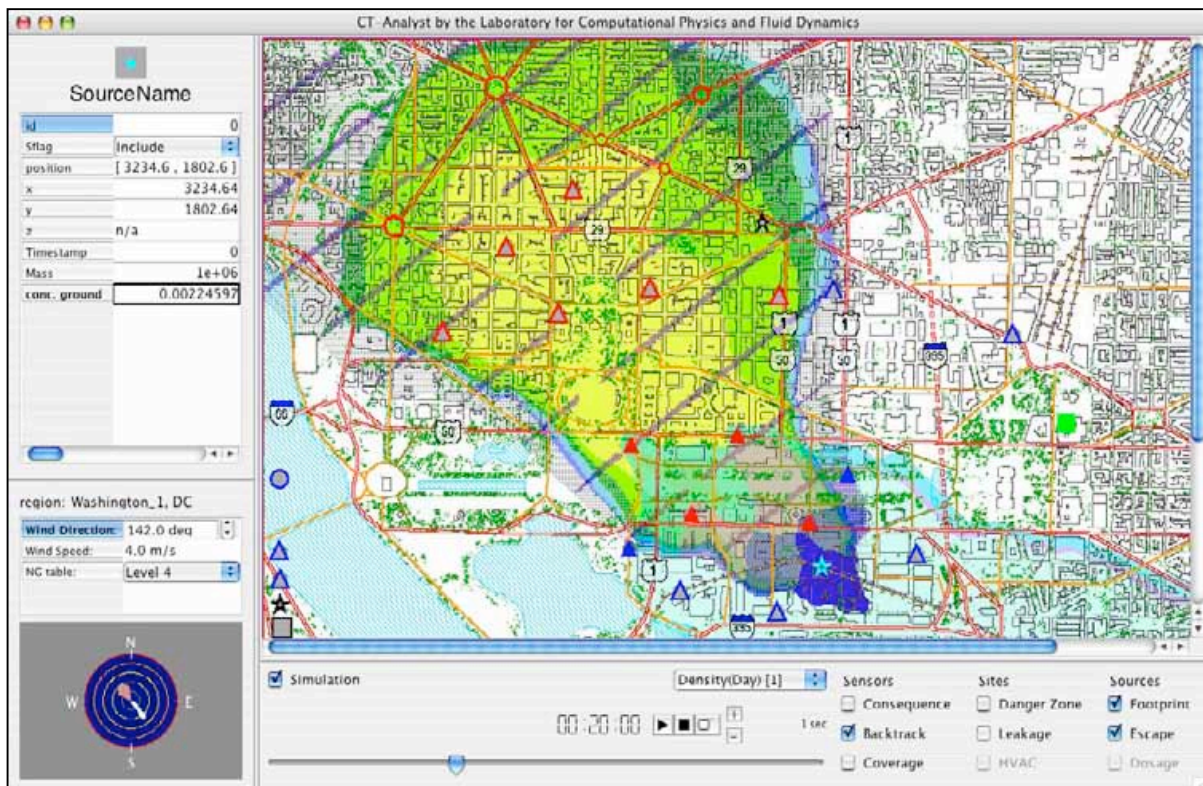 CT-Analyst by the Laboratory for Computational Physics and Fluid Dynamics
SourceName
id 0
Sflag Include
position [ 3234.6 , 1802.6 ]
x 3234.64
y 1802.64
z n/a
Timestamp 0
Mass 1e+06
conc. ground 0.00224597
region: Washington_1, DC
Wind Direction: 142.0 deg
Wind Speed: 4.0 m/s
NG table: Level 4
N
W E
S
1
29
29
1 1
50 50
395
66
50
1
395
Simulation
Density(Day) [1]
00:20:00
+
−
1 sec
Sensors Sites Sources
Consequence Danger Zone Footprint
Backtrack Leakage Escape
Coverage HVAC Dosage